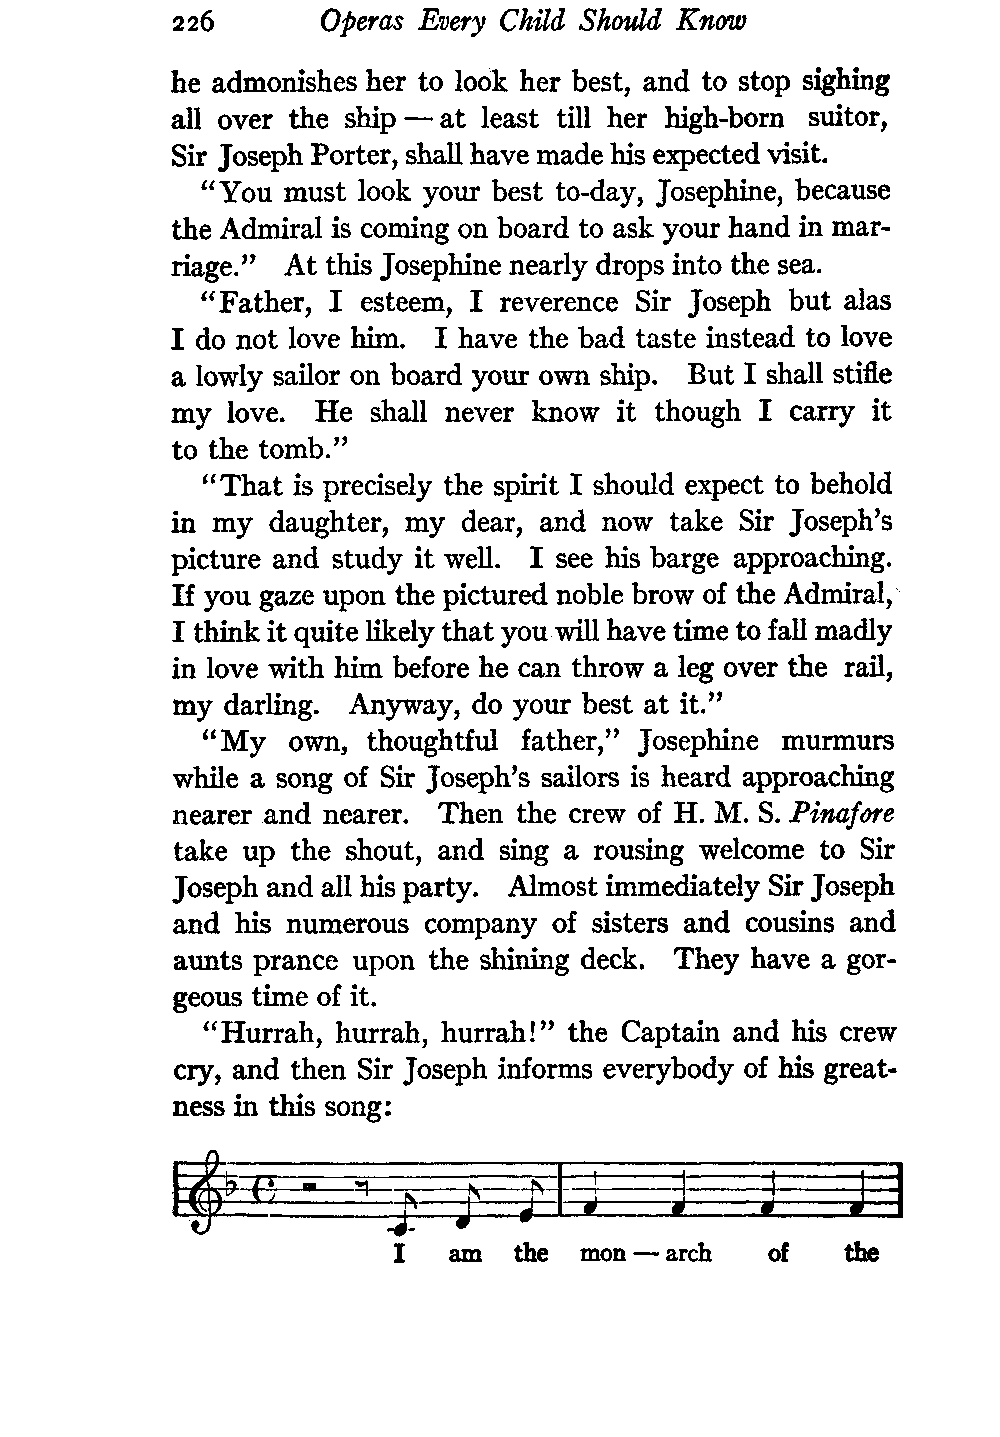 226 Operas Every Child Should Know
he admonishes her to look her best, and to stop sighing
all over the ship — at least till her high-born suitor,
Sir Joseph Porter, shall have made his expected visit.
"You must look your best to-day, Josephine, because
the Admiral is coming on board to ask your hand in mar-
riage." At this Josephine nearly drops into the sea.
"Father, I esteem, I reverence Sir Joseph but alas
I do not love him. I have the bad taste instead to love
a lowly sailor on board your own ship. But I shall stifle
my love. He shall never know it though I carry it
to the tomb."
"That is precisely the spirit I should expect to behold
in my daughter, my dear, and now take Sir Joseph's
picture and study it well. I see his barge approaching.
If you gaze upon the pictured noble brow of the Admiral,
I think it quite likely that you will have time to fall madly
in love with him before he can throw a leg over the rail,
my darling. Anyway, do your best at it."
"My own, thoughtful father," Josephine murmurs
while a song of Sir Joseph's sailors is heard approaching
nearer and nearer. Then the crew of H. M. S. Pinafore
take up the shout, and sing a rousing welcome to Sir
Joseph and all his party. Almost immediately Sir Joseph
and his numerous company of sisters and cousins and
aunts prance upon the shining deck. They have a gor-
geous time of it.
"Hurrah, hurrah, hurrah!" the Captain and his crew
cry, and then Sir Joseph informs everybody of his great-
ness in this song:
I am the mon — arch of the